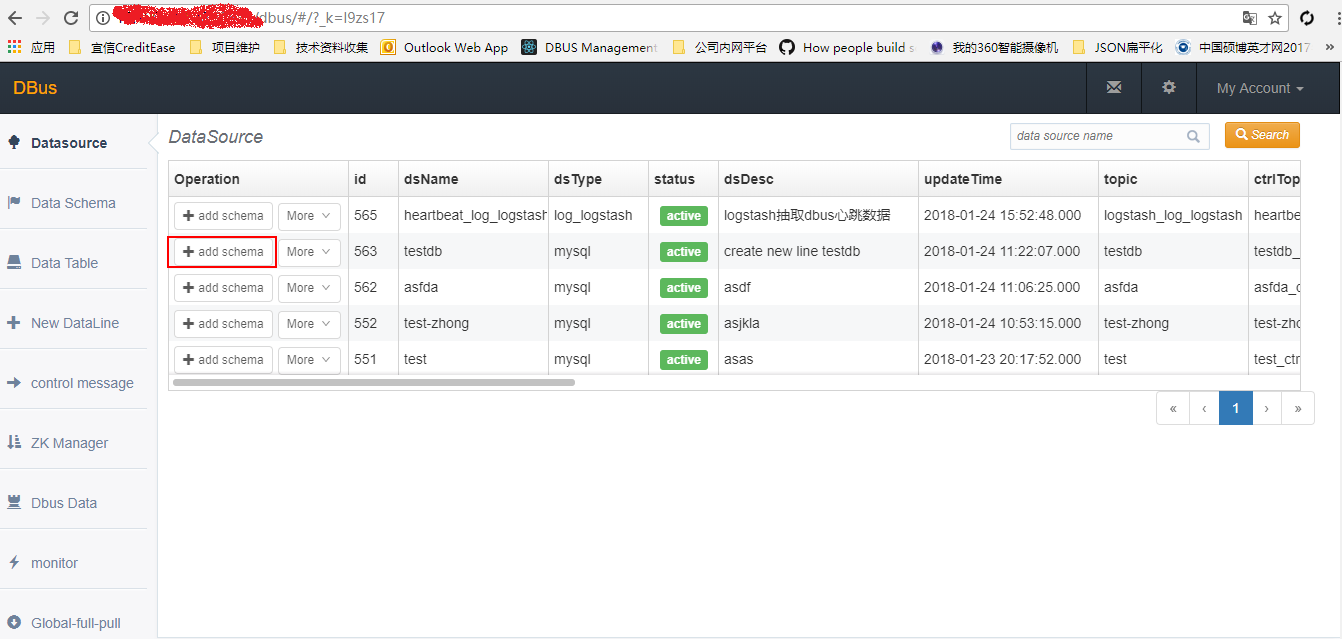 /dbus/#/?_k=l9zs17
应用 宜信CreditEase 项目维护 技术资料收集 Outlook Web App DBUS Management 公司内网平台 How people build s 我的360智能摄像机 JSON扁平化 中国硕博英才网2017 »
DBus My Account
Datasource
Data Schema
Data Table
New DataLine
control message
ZK Manager
Dbus Data
monitor
Global-full-pull
DataSource data source name Search
Operation id dsName dsType status dsDesc updateTime topic ctrlTop
add schema More 565 heartbeat_log_logstash log_logstash active logstash抽取dbus心跳数据 2018-01-24 15:52:48.000 logstash_log_logstash heartbe
add schema More 563 testdb mysql active create new line testdb 2018-01-24 11:22:07.000 testdb testdb_
add schema More 562 asfda mysql active asdf 2018-01-24 11:06:25.000 asfda asfda_c
add schema More 552 test-zhong mysql active asjkla 2018-01-24 10:53:15.000 test-zhong test-zho
add schema More 551 test mysql active asas 2018-01-23 20:17:52.000 test test_ctr
« ‹ 1 › »